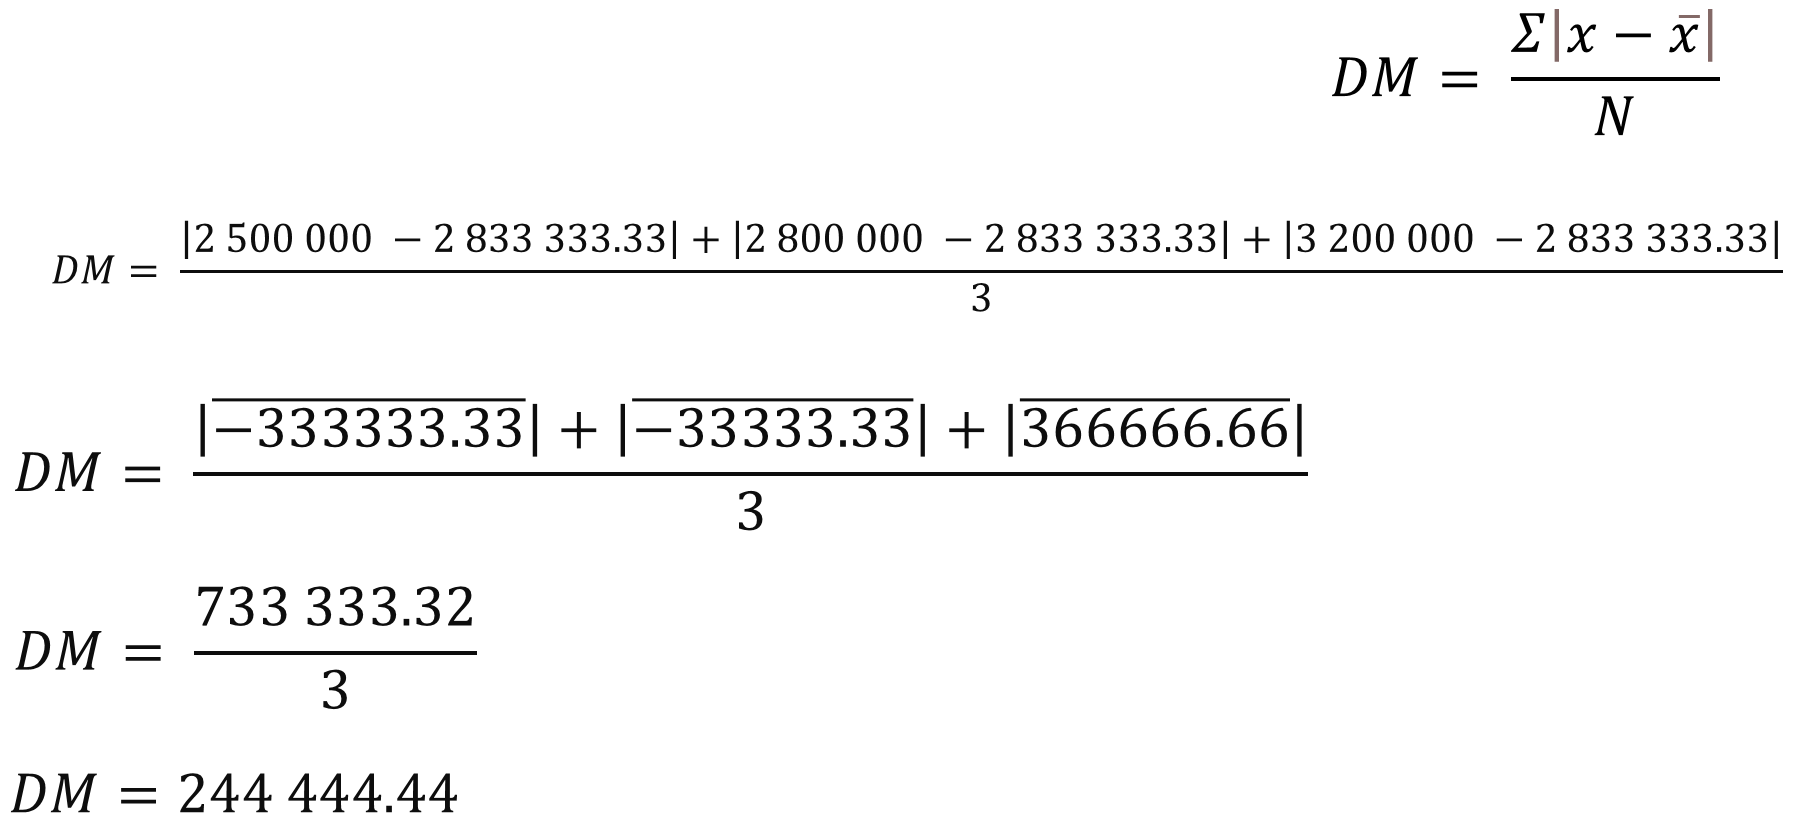 DM = Σ|x − x̄| / N
DM = |2 500 000 − 2 833 333.33| + |2 800 000 − 2 833 333.33| + |3 200 000 − 2 833 333.33| / 3
DM = |−333333.33| + |−33333.33| + |366666.66| / 3
DM = 733 333.32 / 3
DM = 244 444.44